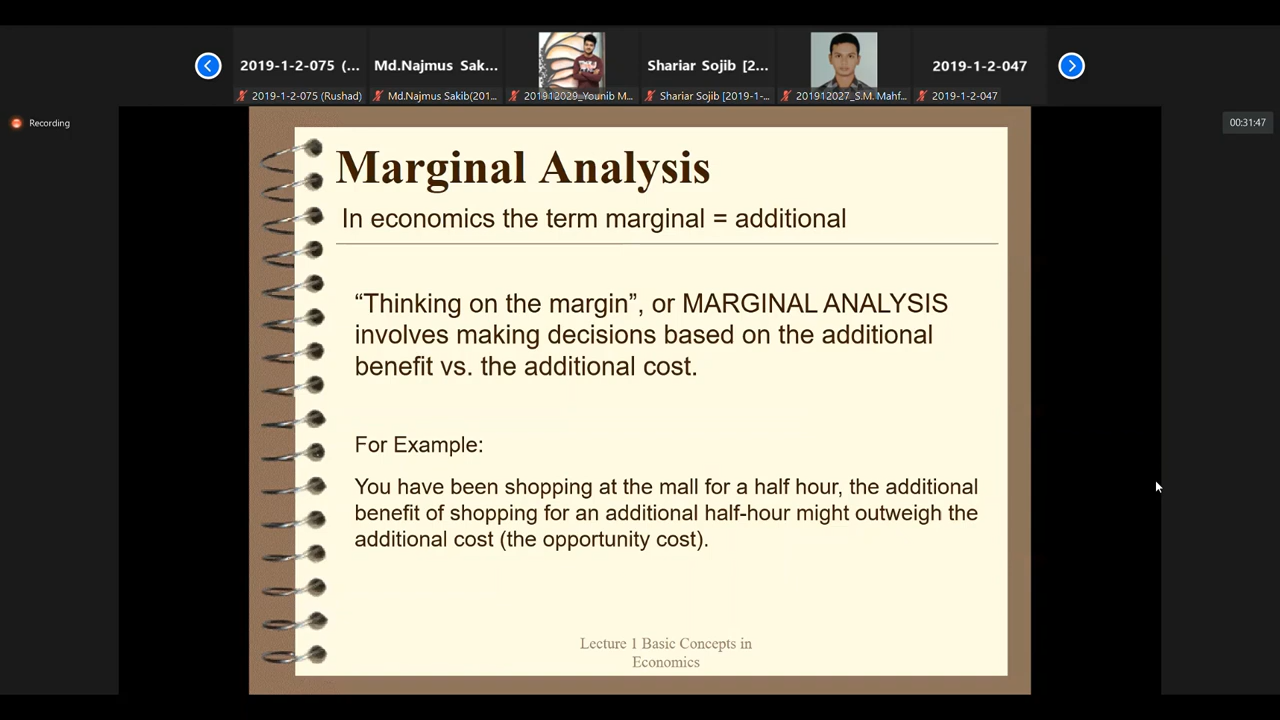 2019-1-2-075 (...
Md.Najmus Sak...
Shariar Sojib [2...
2019-1-2-047
2019-1-2-075 (Rushad)
Md.Najmus Sakib(201...
201912029_Younib M...
Shariar Sojib [2019-1-...
201912027_S.M. Mahf...
2019-1-2-047
Recording
00:31:47
Marginal Analysis
In economics the term marginal = additional
“Thinking on the margin”, or MARGINAL ANALYSIS
involves making decisions based on the additional
benefit vs. the additional cost.
For Example:
You have been shopping at the mall for a half hour, the additional
benefit of shopping for an additional half-hour might outweigh the
additional cost (the opportunity cost).
Lecture 1 Basic Concepts in
Economics